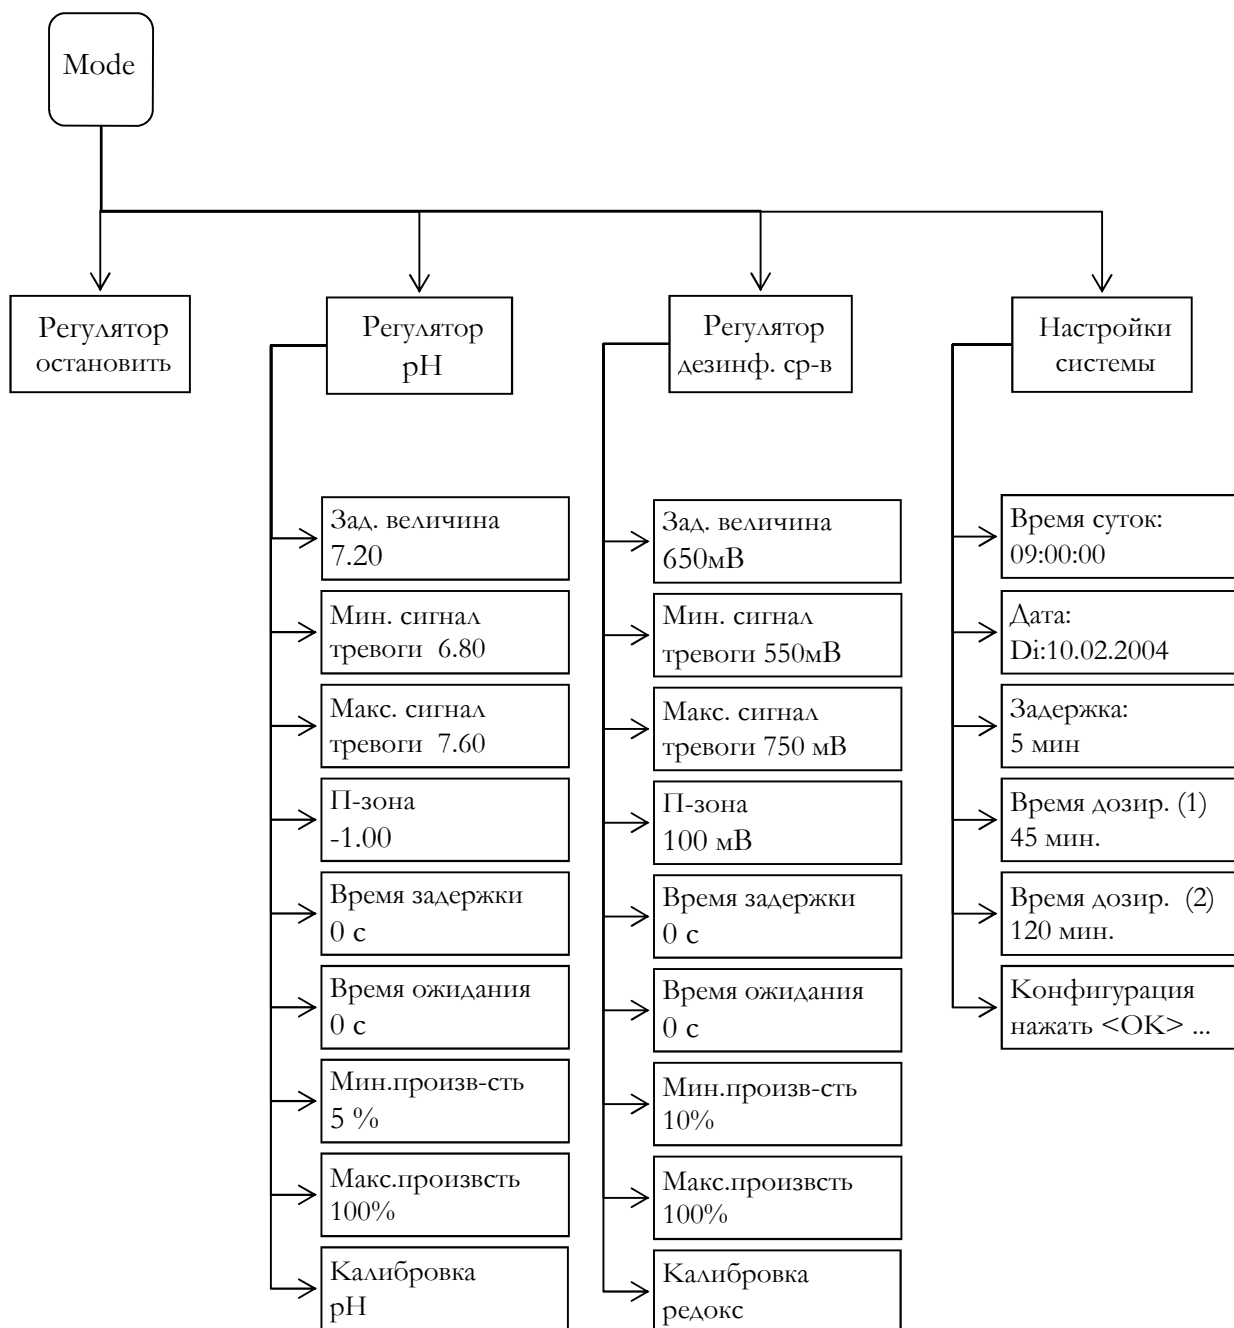 Mode
Регулятор
остановить
Регулятор
pH
Регулятор
дезинф. ср-в
Настройки
системы
Зад. величина
7.20
Мин. сигнал
тревоги 6.80
Макс. сигнал
тревоги 7.60
П-зона
-1.00
Время задержки
0 с
Время ожидания
0 с
Мин.произв-сть
5 %
Макс.произвсть
100%
Калибровка
pH
Зад. величина
650мВ
Мин. сигнал
тревоги 550мВ
Макс. сигнал
тревоги 750 мВ
П-зона
100 мВ
Время задержки
0 с
Время ожидания
0 с
Мин.произв-сть
10%
Макс.произвсть
100%
Калибровка
редокс
Время суток:
09:00:00
Дата:
Di:10.02.2004
Задержка:
5 мин
Время дозир. (1)
45 мин.
Время дозир. (2)
120 мин.
Конфигурация
нажать <OK> ...